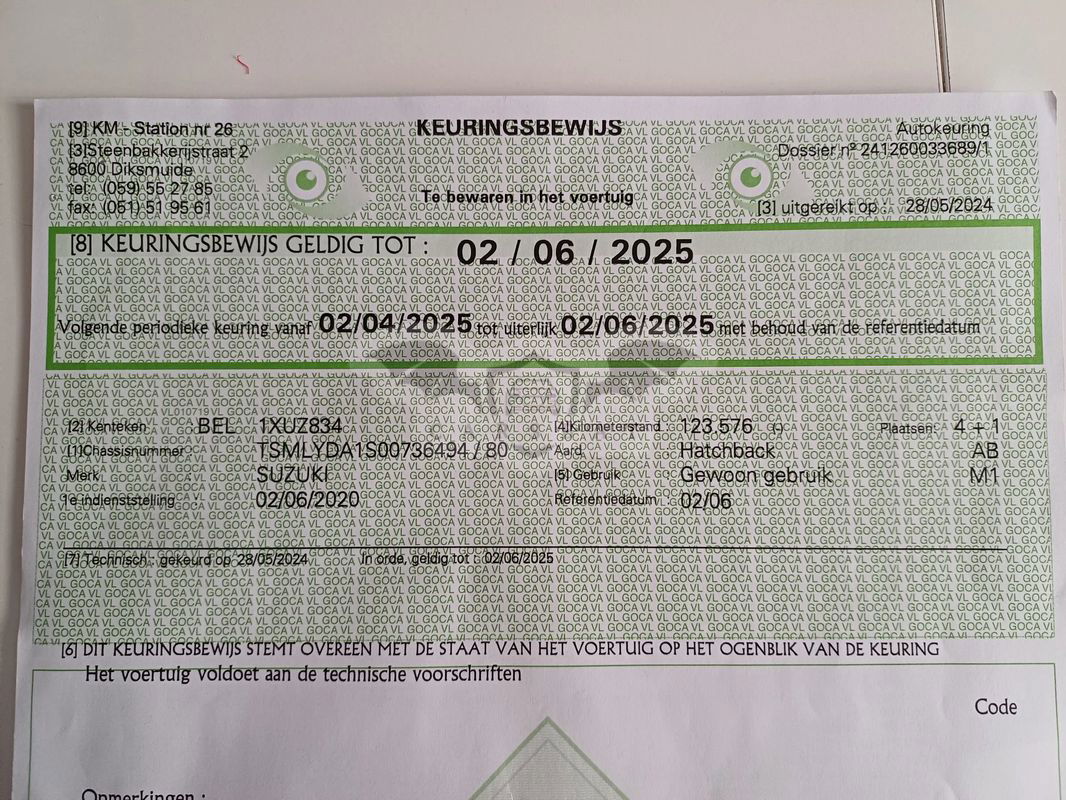 [9] KM - Station nr 26
KEURINGSBEWIJS
Autokeuring
[3]Steenbakkerijstraat 2
Dossier nº 241260033689/1
8600 Diksmuide
tel: (059) 55 27 85
Te bewaren in het voertuig
fax: (051) 51 95 61
[3] uitgereikt op : 28/05/2024
[8] KEURINGSBEWIJS GELDIG TOT : 02 / 06 / 2025
Volgende periodieke keuring vanaf 02/04/2025 tot uiterlijk 02/06/2025 met behoud van de referentiedatum
[2] Kenteken : BEL 1XUZ834
[4]Kilometerstand 123.576
Plaatsen: 4 + 1
[1]Chassisnummer : TSMLYDA1S00736494 / 80
Aard Hatchback AB
Merk : SUZUKI
[5] Gebruik Gewoon gebruik M1
1e indienststelling 02/06/2020
Referentiedatum 02/06
[7] Technisch : gekeurd op 28/05/2024 In orde, geldig tot : 02/06/2025
[6] DIT KEURINGSBEWIJS STEMT OVEREEN MET DE STAAT VAN HET VOERTUIG OP HET OGENBLIK VAN DE KEURING
Het voertuig voldoet aan de technische voorschriften
Code
Opmerkingen :